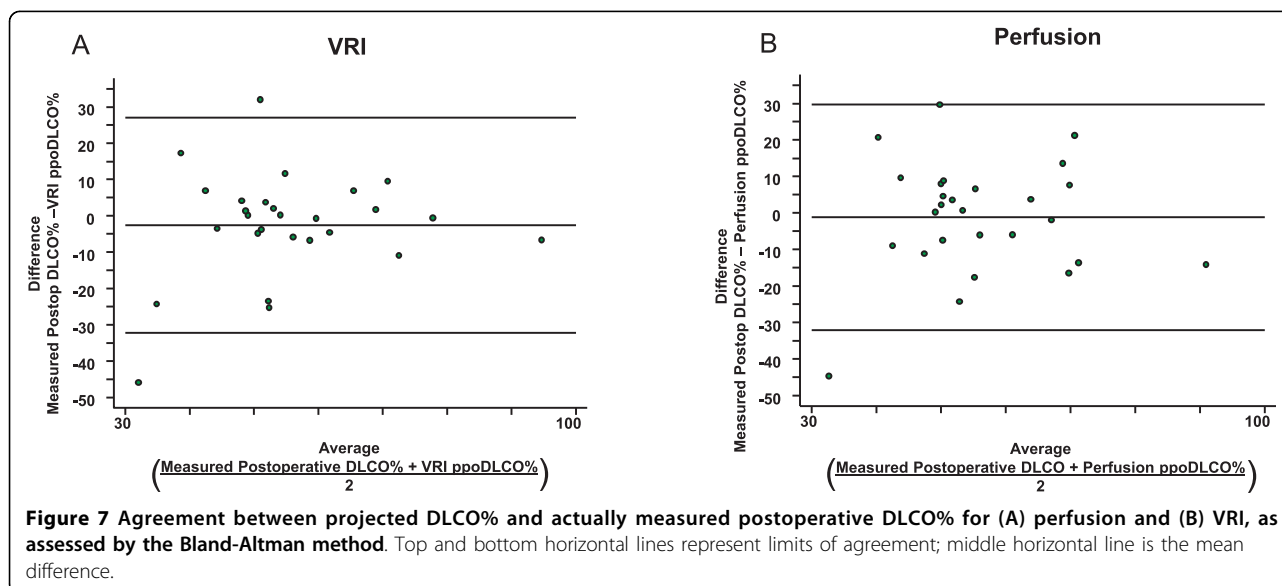 A
VRI
Difference
Measured Postop DLCO% –VRI ppoDLCO%
30
20
10
0
-10
-20
-30
-40
-50
30
100
Average
(Measured Postoperative DLCO% + VRI ppoDLCO%)
2
B
Perfusion
Difference
Measured Postop DLCO% – Perfusion ppoDLCO%
30
20
10
0
-10
-20
-30
-40
-50
30
100
Average
(Measured Postoperative DLCO + Perfusion ppoDLCO%)
2
Figure 7 Agreement between projected DLCO% and actually measured postoperative DLCO% for (A) perfusion and (B) VRI, as
assessed by the Bland-Altman method. Top and bottom horizontal lines represent limits of agreement; middle horizontal line is the mean
difference.